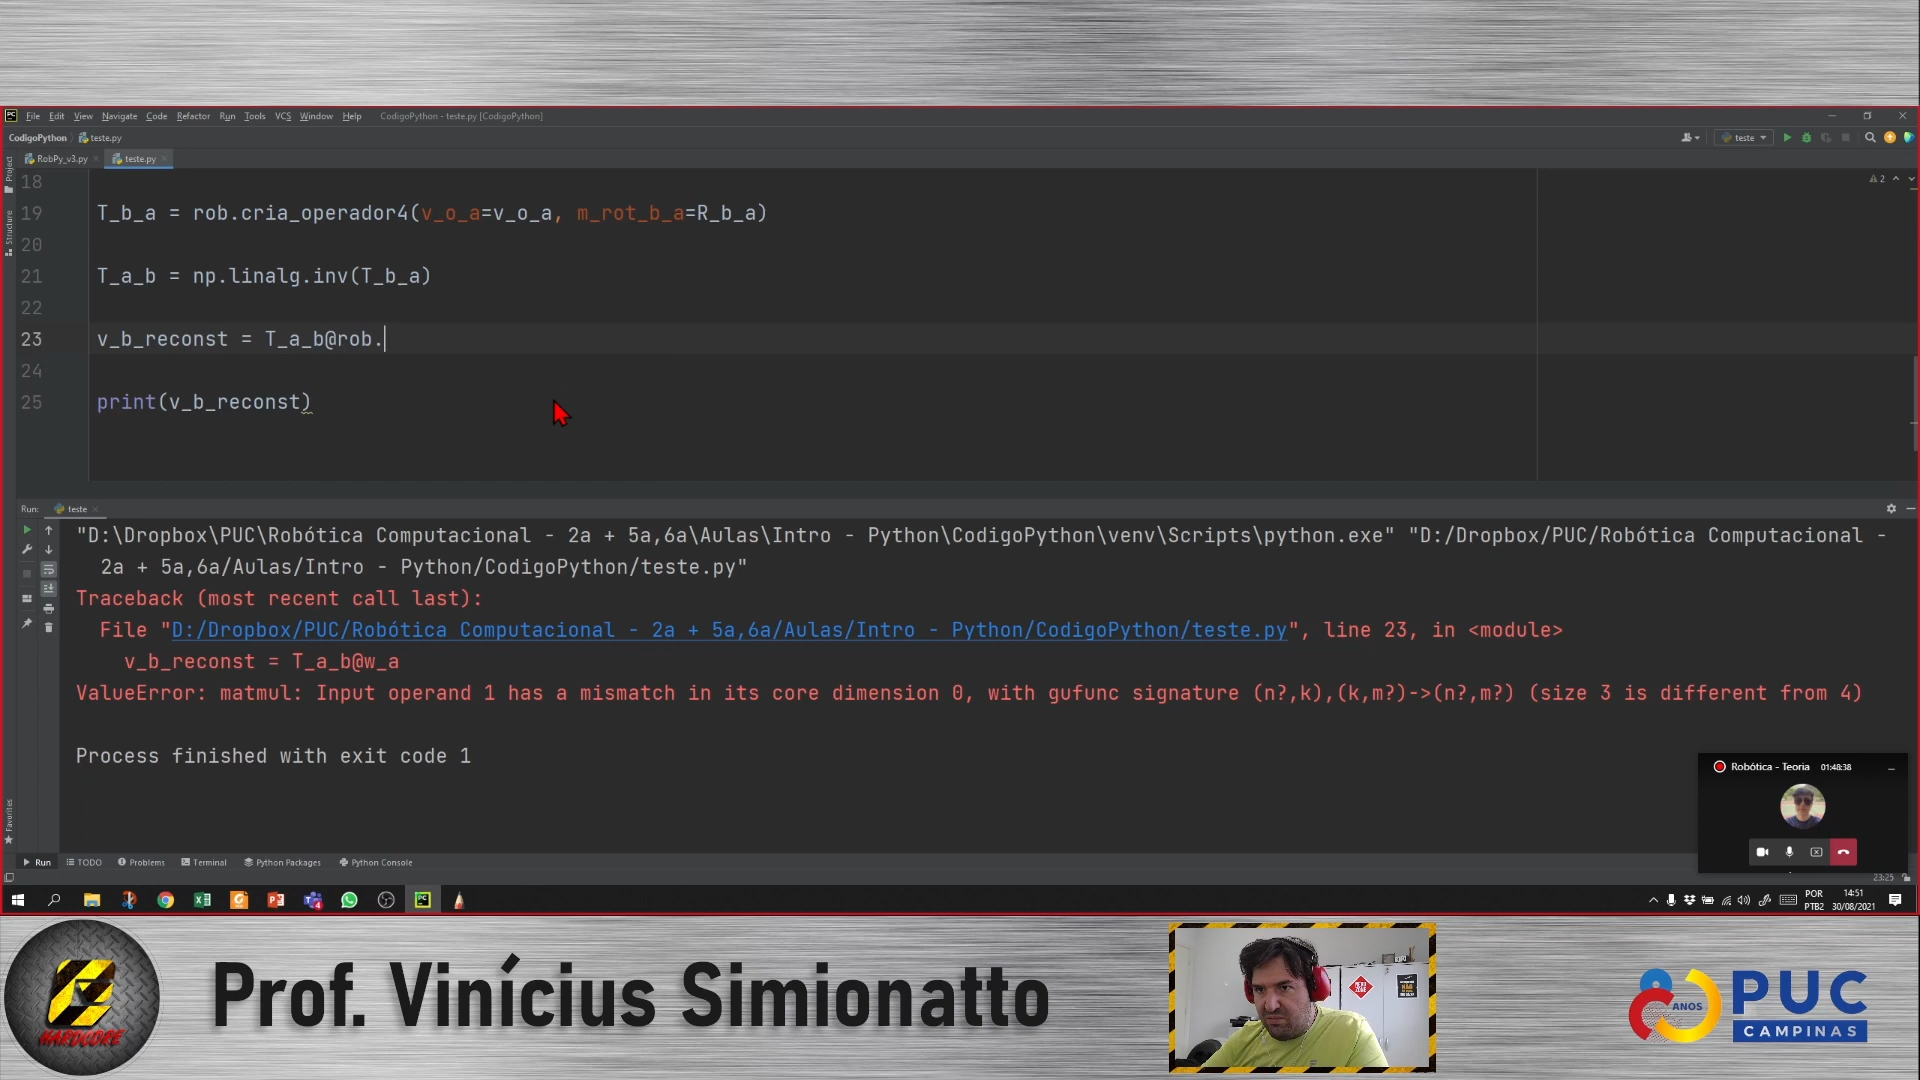 File Edit View Navigate Code Refactor Run Tools VCS Window Help CodigoPython - teste.py [CodigoPython]
CodigoPython teste.py
teste
RobPy_v3.py teste.py
Project
Structure
Favorites
2
18
19 T_b_a = rob.cria_operador4(v_o_a=v_o_a, m_rot_b_a=R_b_a)
20
21 T_a_b = np.linalg.inv(T_b_a)
22
23 v_b_reconst = T_a_b@rob.
24
25 print(v_b_reconst)
Run: teste
"D:\Dropbox\PUC\Robótica Computacional - 2a + 5a,6a\Aulas\Intro - Python\CodigoPython\venv\Scripts\python.exe" "D:/Dropbox/PUC/Robótica Computacional -
2a + 5a,6a/Aulas/Intro - Python/CodigoPython/teste.py"
Traceback (most recent call last):
File "D:/Dropbox/PUC/Robótica Computacional - 2a + 5a,6a/Aulas/Intro - Python/CodigoPython/teste.py", line 23, in <module>
v_b_reconst = T_a_b@w_a
ValueError: matmul: Input operand 1 has a mismatch in its core dimension 0, with gufunc signature (n?,k),(k,m?)->(n?,m?) (size 3 is different from 4)
Process finished with exit code 1
Robótica - Teoria 01:48:38
Run TODO Problems Terminal Python Packages Python Console
23:25
POR 14:51
PTB2 30/08/2021
HARDCORE
Prof. Vinícius Simionatto
ANOS
PUC
CAMPINAS